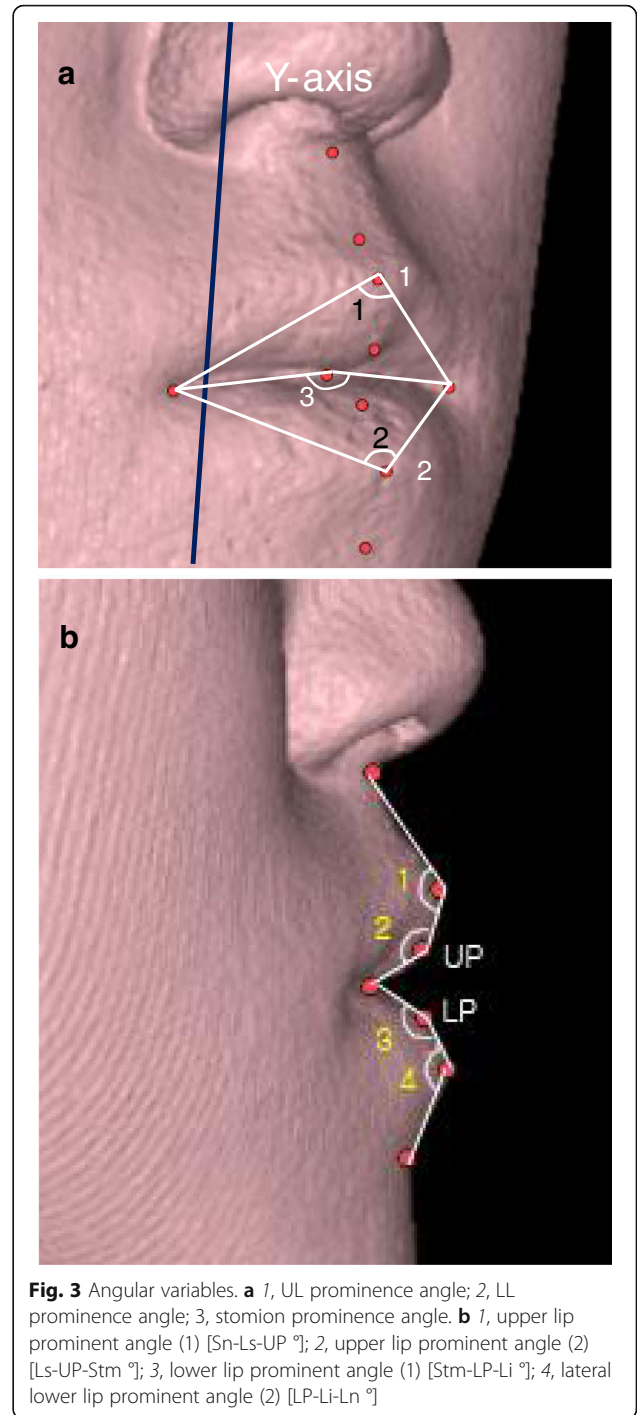 a
Y-axis
1
1
3
2
2
b
1
2
UP
LP
3
4
Fig. 3 Angular variables. a 1, UL prominence angle; 2, LL
prominence angle; 3, stomion prominence angle. b 1, upper lip
prominent angle (1) [Sn-Ls-UP °]; 2, upper lip prominent angle (2)
[Ls-UP-Stm °]; 3, lower lip prominent angle (1) [Stm-LP-Li °]; 4, lateral
lower lip prominent angle (2) [LP-Li-Ln °]